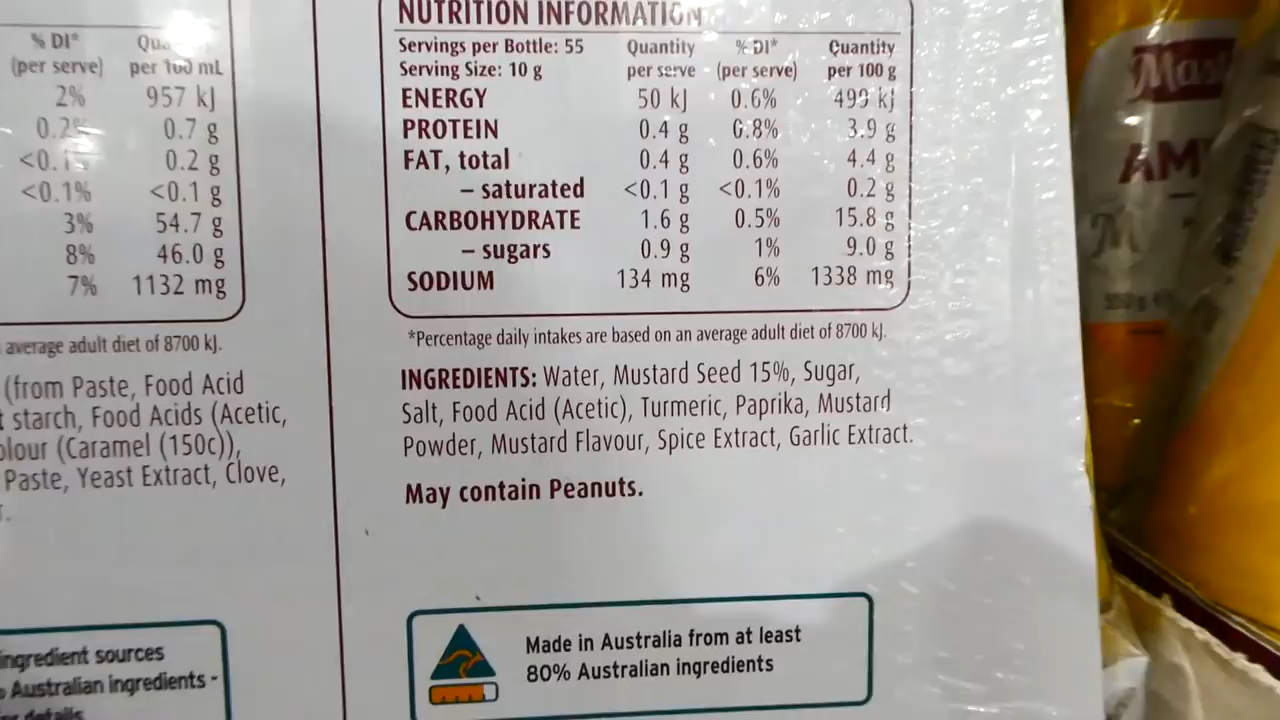 % DI*
(per serve) per 100 mL
2% 957 kJ
0.7 g
0.2 g
<0.1% <0.1 g
3% 54.7 g
8% 46.0 g
7% 1132 mg
average adult diet of 8700 kJ.
(from Paste, Food Acid
starch, Food Acids (Acetic,
(Caramel (150c)),
Paste, Yeast Extract, Clove,
ingredient sources
Australian ingredients -
details
NUTRITION INFORMATION
Servings per Bottle: 55 Quantity % DI* Quantity
Serving Size: 10 g per serve (per serve) per 100 g
ENERGY 50 kJ 0.6% 499 kJ
PROTEIN 0.4 g 0.8% 3.9 g
FAT, total 0.4 g 0.6% 4.4 g
– saturated <0.1 g <0.1% 0.2 g
CARBOHYDRATE 1.6 g 0.5% 15.8 g
– sugars 0.9 g 1% 9.0 g
SODIUM 134 mg 6% 1338 mg
*Percentage daily intakes are based on an average adult diet of 8700 kJ.
INGREDIENTS: Water, Mustard Seed 15%, Sugar,
Salt, Food Acid (Acetic), Turmeric, Paprika, Mustard
Powder, Mustard Flavour, Spice Extract, Garlic Extract.
May contain Peanuts.
Made in Australia from at least
80% Australian ingredients